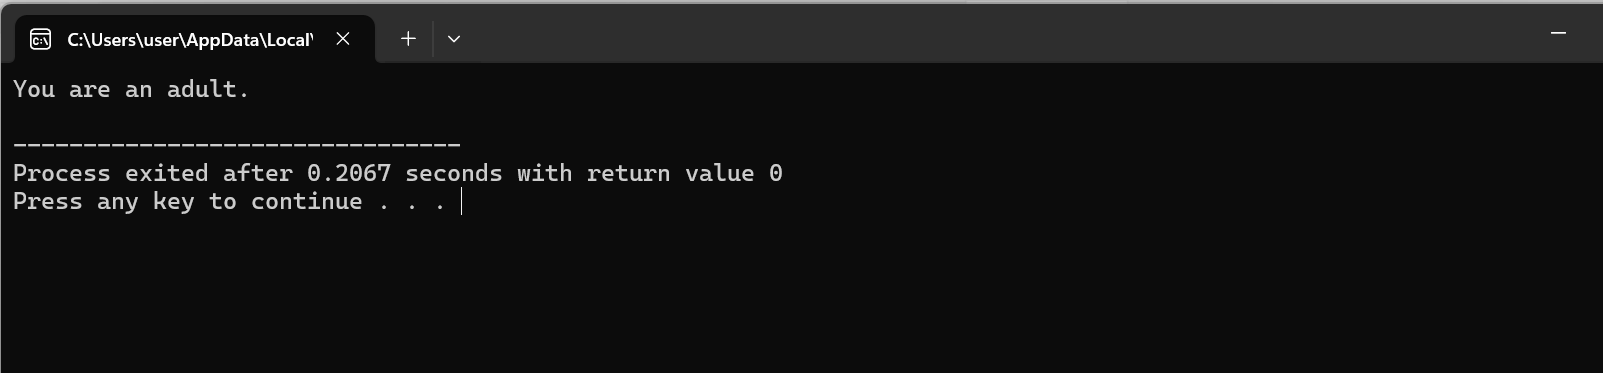 C:\Users\user\AppData\Local\
You are an adult.
--------------------------------
Process exited after 0.2067 seconds with return value 0
Press any key to continue . . .